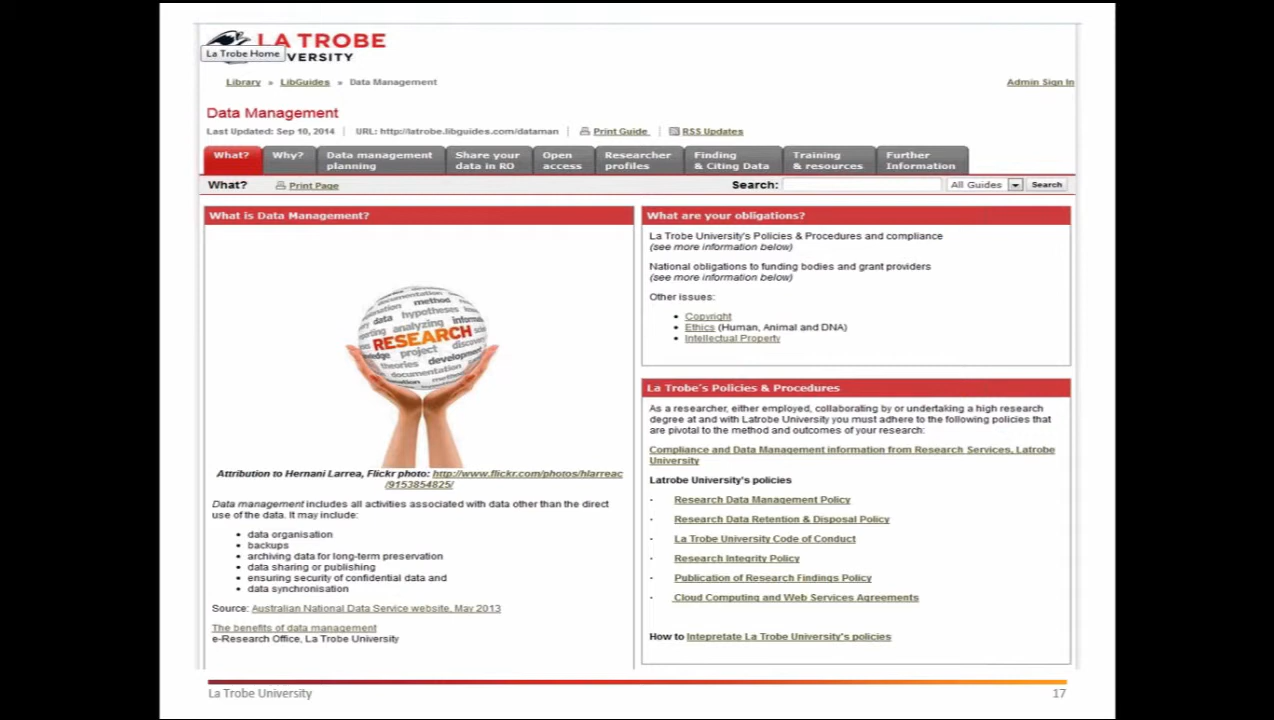 LA TROBE
La Trobe Home
VERSITY
Library » LibGuides » Data Management
Admin Sign In
Data Management
Last Updated: Sep 10, 2014 | URL: http://latrobe.libguides.com/dataman | Print Guide | RSS Updates
What?
Why?
Data management
planning
Share your
data in RO
Open
access
Researcher
profiles
Finding
& Citing Data
Training
& resources
Further
Information
What? Print Page
Search: All Guides Search
What is Data Management?
documentation
method
hypotheses
data
analyzing
RESEARCH
project
discove
theories
development
documentation
Attribution to Hernani Larrea, Flickr photo: http://www.flickr.com/photos/hlarreac
/9153854825/
Data management includes all activities associated with data other than the direct
use of the data. It may include:
• data organisation
• backups
• archiving data for long-term preservation
• data sharing or publishing
• ensuring security of confidential data and
• data synchronisation
Source: Australian National Data Service website, May 2013
The benefits of data management
e-Research Office, La Trobe University
What are your obligations?
La Trobe University's Policies & Procedures and compliance
(see more information below)
National obligations to funding bodies and grant providers
(see more information below)
Other issues:
• Copyright
• Ethics (Human, Animal and DNA)
• Intellectual Property
La Trobe's Policies & Procedures
As a researcher, either employed, collaborating by or undertaking a high research
degree at and with Latrobe University you must adhere to the following policies that
are pivotal to the method and outcomes of your research:
Compliance and Data Management information from Research Services, Latrobe
University
Latrobe University's policies
· Research Data Management Policy
· Research Data Retention & Disposal Policy
· La Trobe University Code of Conduct
· Research Integrity Policy
· Publication of Research Findings Policy
· Cloud Computing and Web Services Agreements
How to Intepretate La Trobe University's policies
La Trobe University
17